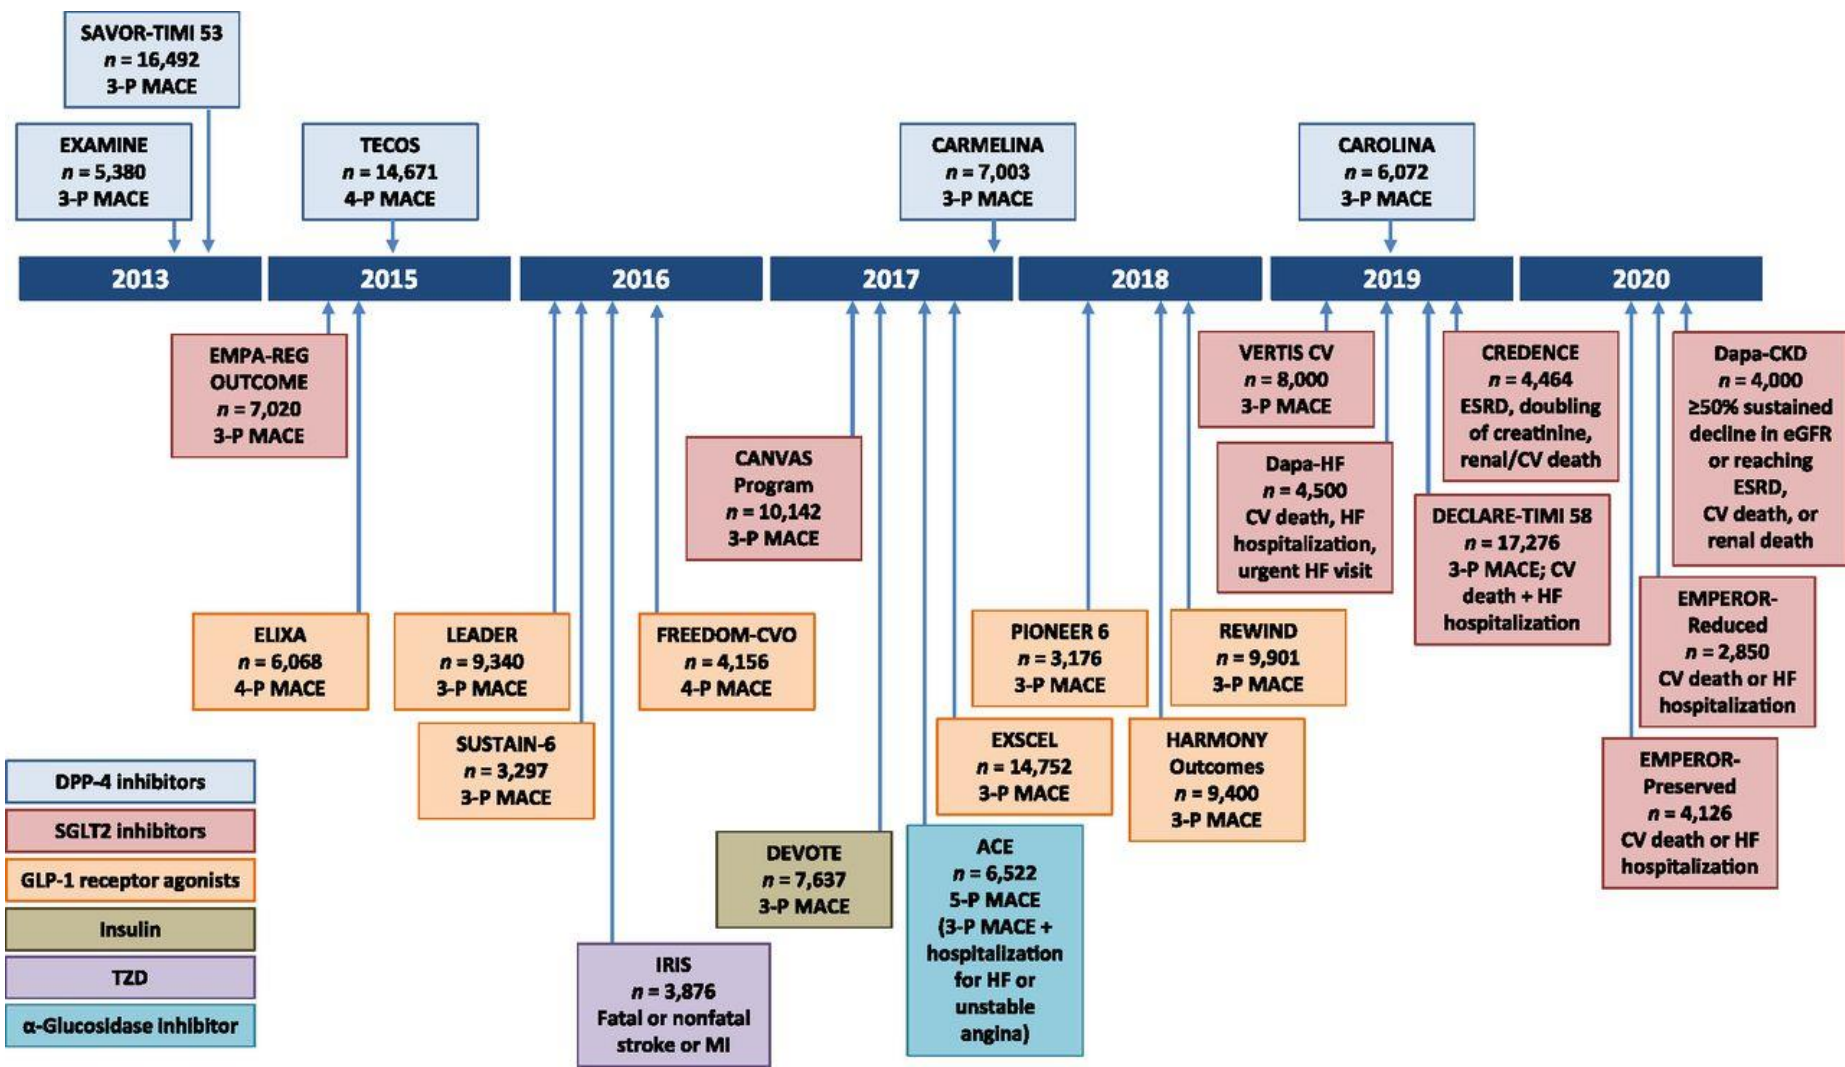 SAVOR-TIMI 53
n = 16,492
3-P MACE
EXAMINE
n = 5,380
3-P MACE
TECOS
n = 14,671
4-P MACE
CARMELINA
n = 7,003
3-P MACE
CAROLINA
n = 6,072
3-P MACE
2013
2015
2016
2017
2018
2019
2020
EMPA-REG
OUTCOME
n = 7,020
3-P MACE
CANVAS
Program
n = 10,142
3-P MACE
VERTIS CV
n = 8,000
3-P MACE
CREDENCE
n = 4,464
ESRD, doubling
of creatinine,
renal/CV death
Dapa-CKD
n = 4,000
≥50% sustained
decline in eGFR
or reaching
ESRD,
CV death, or
renal death
Dapa-HF
n = 4,500
CV death, HF
hospitalization,
urgent HF visit
DECLARE-TIMI 58
n = 17,276
3-P MACE; CV
death + HF
hospitalization
EMPEROR-
Reduced
n = 2,850
CV death or HF
hospitalization
EMPEROR-
Preserved
n = 4,126
CV death or HF
hospitalization
ELIXA
n = 6,068
4-P MACE
LEADER
n = 9,340
3-P MACE
FREEDOM-CVO
n = 4,156
4-P MACE
PIONEER 6
n = 3,176
3-P MACE
REWIND
n = 9,901
3-P MACE
SUSTAIN-6
n = 3,297
3-P MACE
EXSCEL
n = 14,752
3-P MACE
HARMONY
Outcomes
n = 9,400
3-P MACE
DEVOTE
n = 7,637
3-P MACE
ACE
n = 6,522
5-P MACE
(3-P MACE +
hospitalization
for HF or
unstable
angina)
IRIS
n = 3,876
Fatal or nonfatal
stroke or MI
DPP-4 inhibitors
SGLT2 inhibitors
GLP-1 receptor agonists
Insulin
TZD
α-Glucosidase inhibitor